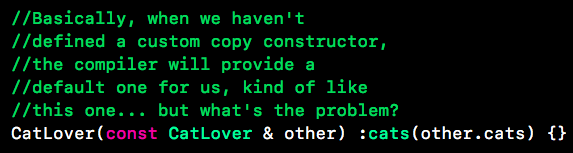 //Basically, when we haven't
//defined a custom copy constructor,
//the compiler will provide a
//default one for us, kind of like
//this one... but what's the problem?
CatLover(const CatLover & other) :cats(other.cats) {}